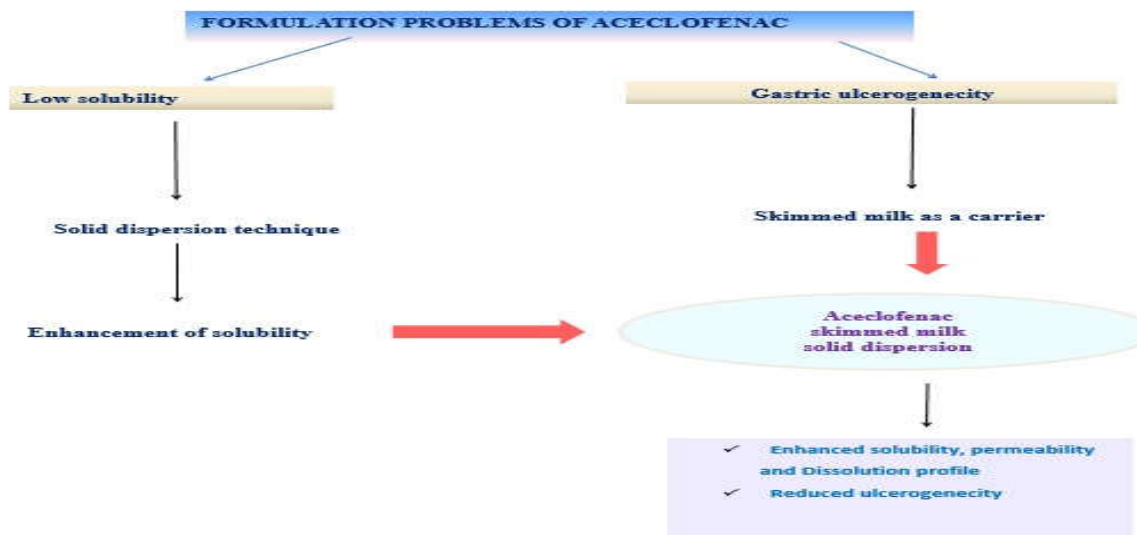 FORMULATION PROBLEMS OF ACECLOFENAC
Low solubility
Gastric ulcerogenecity
Solid dispersion technique
Skimmed milk as a carrier
Enhancement of solubility
Aceclofenac
skimmed milk
solid dispersion
✓ Enhanced solubility, permeability
and Dissolution profile
✓ Reduced ulcerogenecity